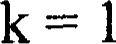 k = 1